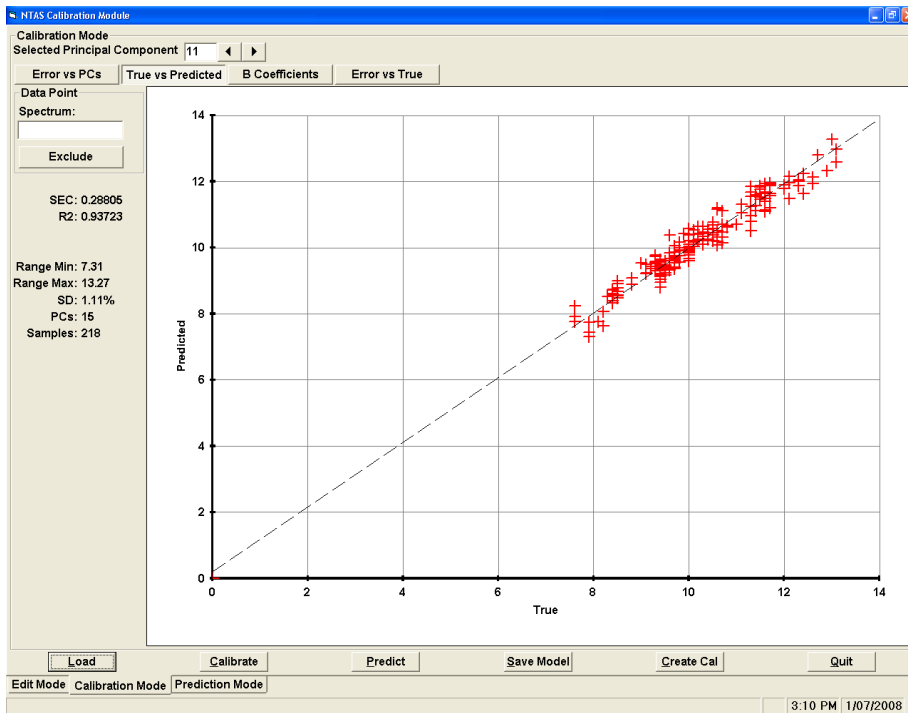 NTAS Calibration Module
Calibration Mode
Selected Principal Component 11
Error vs PCs True vs Predicted B Coefficients Error vs True
Data Point
Spectrum:
Exclude
SEC: 0.28805
R2: 0.93723
Range Min: 7.31
Range Max: 13.27
SD: 1.11%
PCs: 15
Samples: 218
14
12
10
8
6
4
2
0
Predicted
0 2 4 6 8 10 12 14
True
Load Calibrate Predict Save Model Create Cal Quit
Edit Mode Calibration Mode Prediction Mode
3:10 PM 1/07/2008